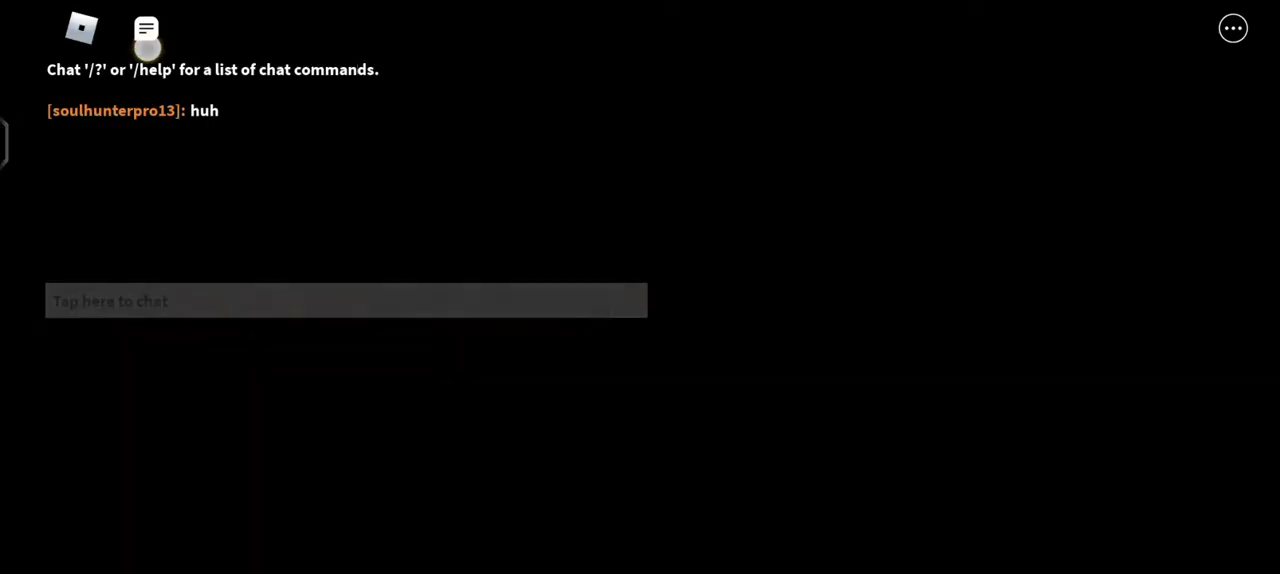 Chat '/?' or '/help' for a list of chat commands.
[soulhunterpro13]: huh
Tap here to chat